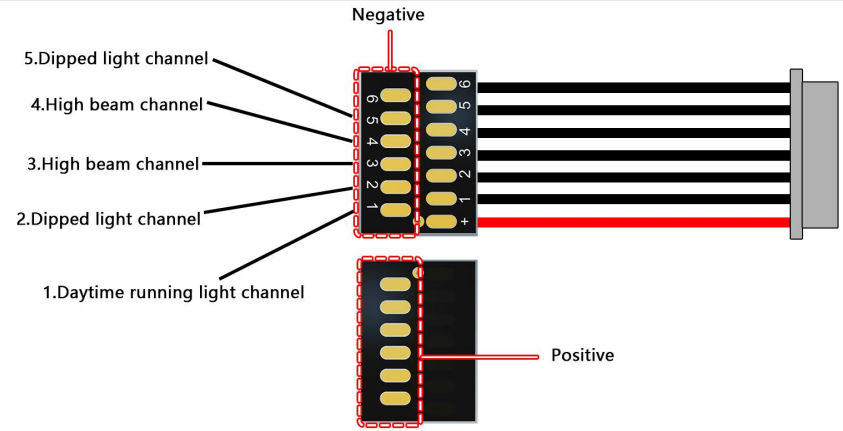 Negative
5.Dipped light channel
4.High beam channel
3.High beam channel
2.Dipped light channel
1.Daytime running light channel
6
5
4
3
2
1
6
5
4
3
2
1
+
Positive